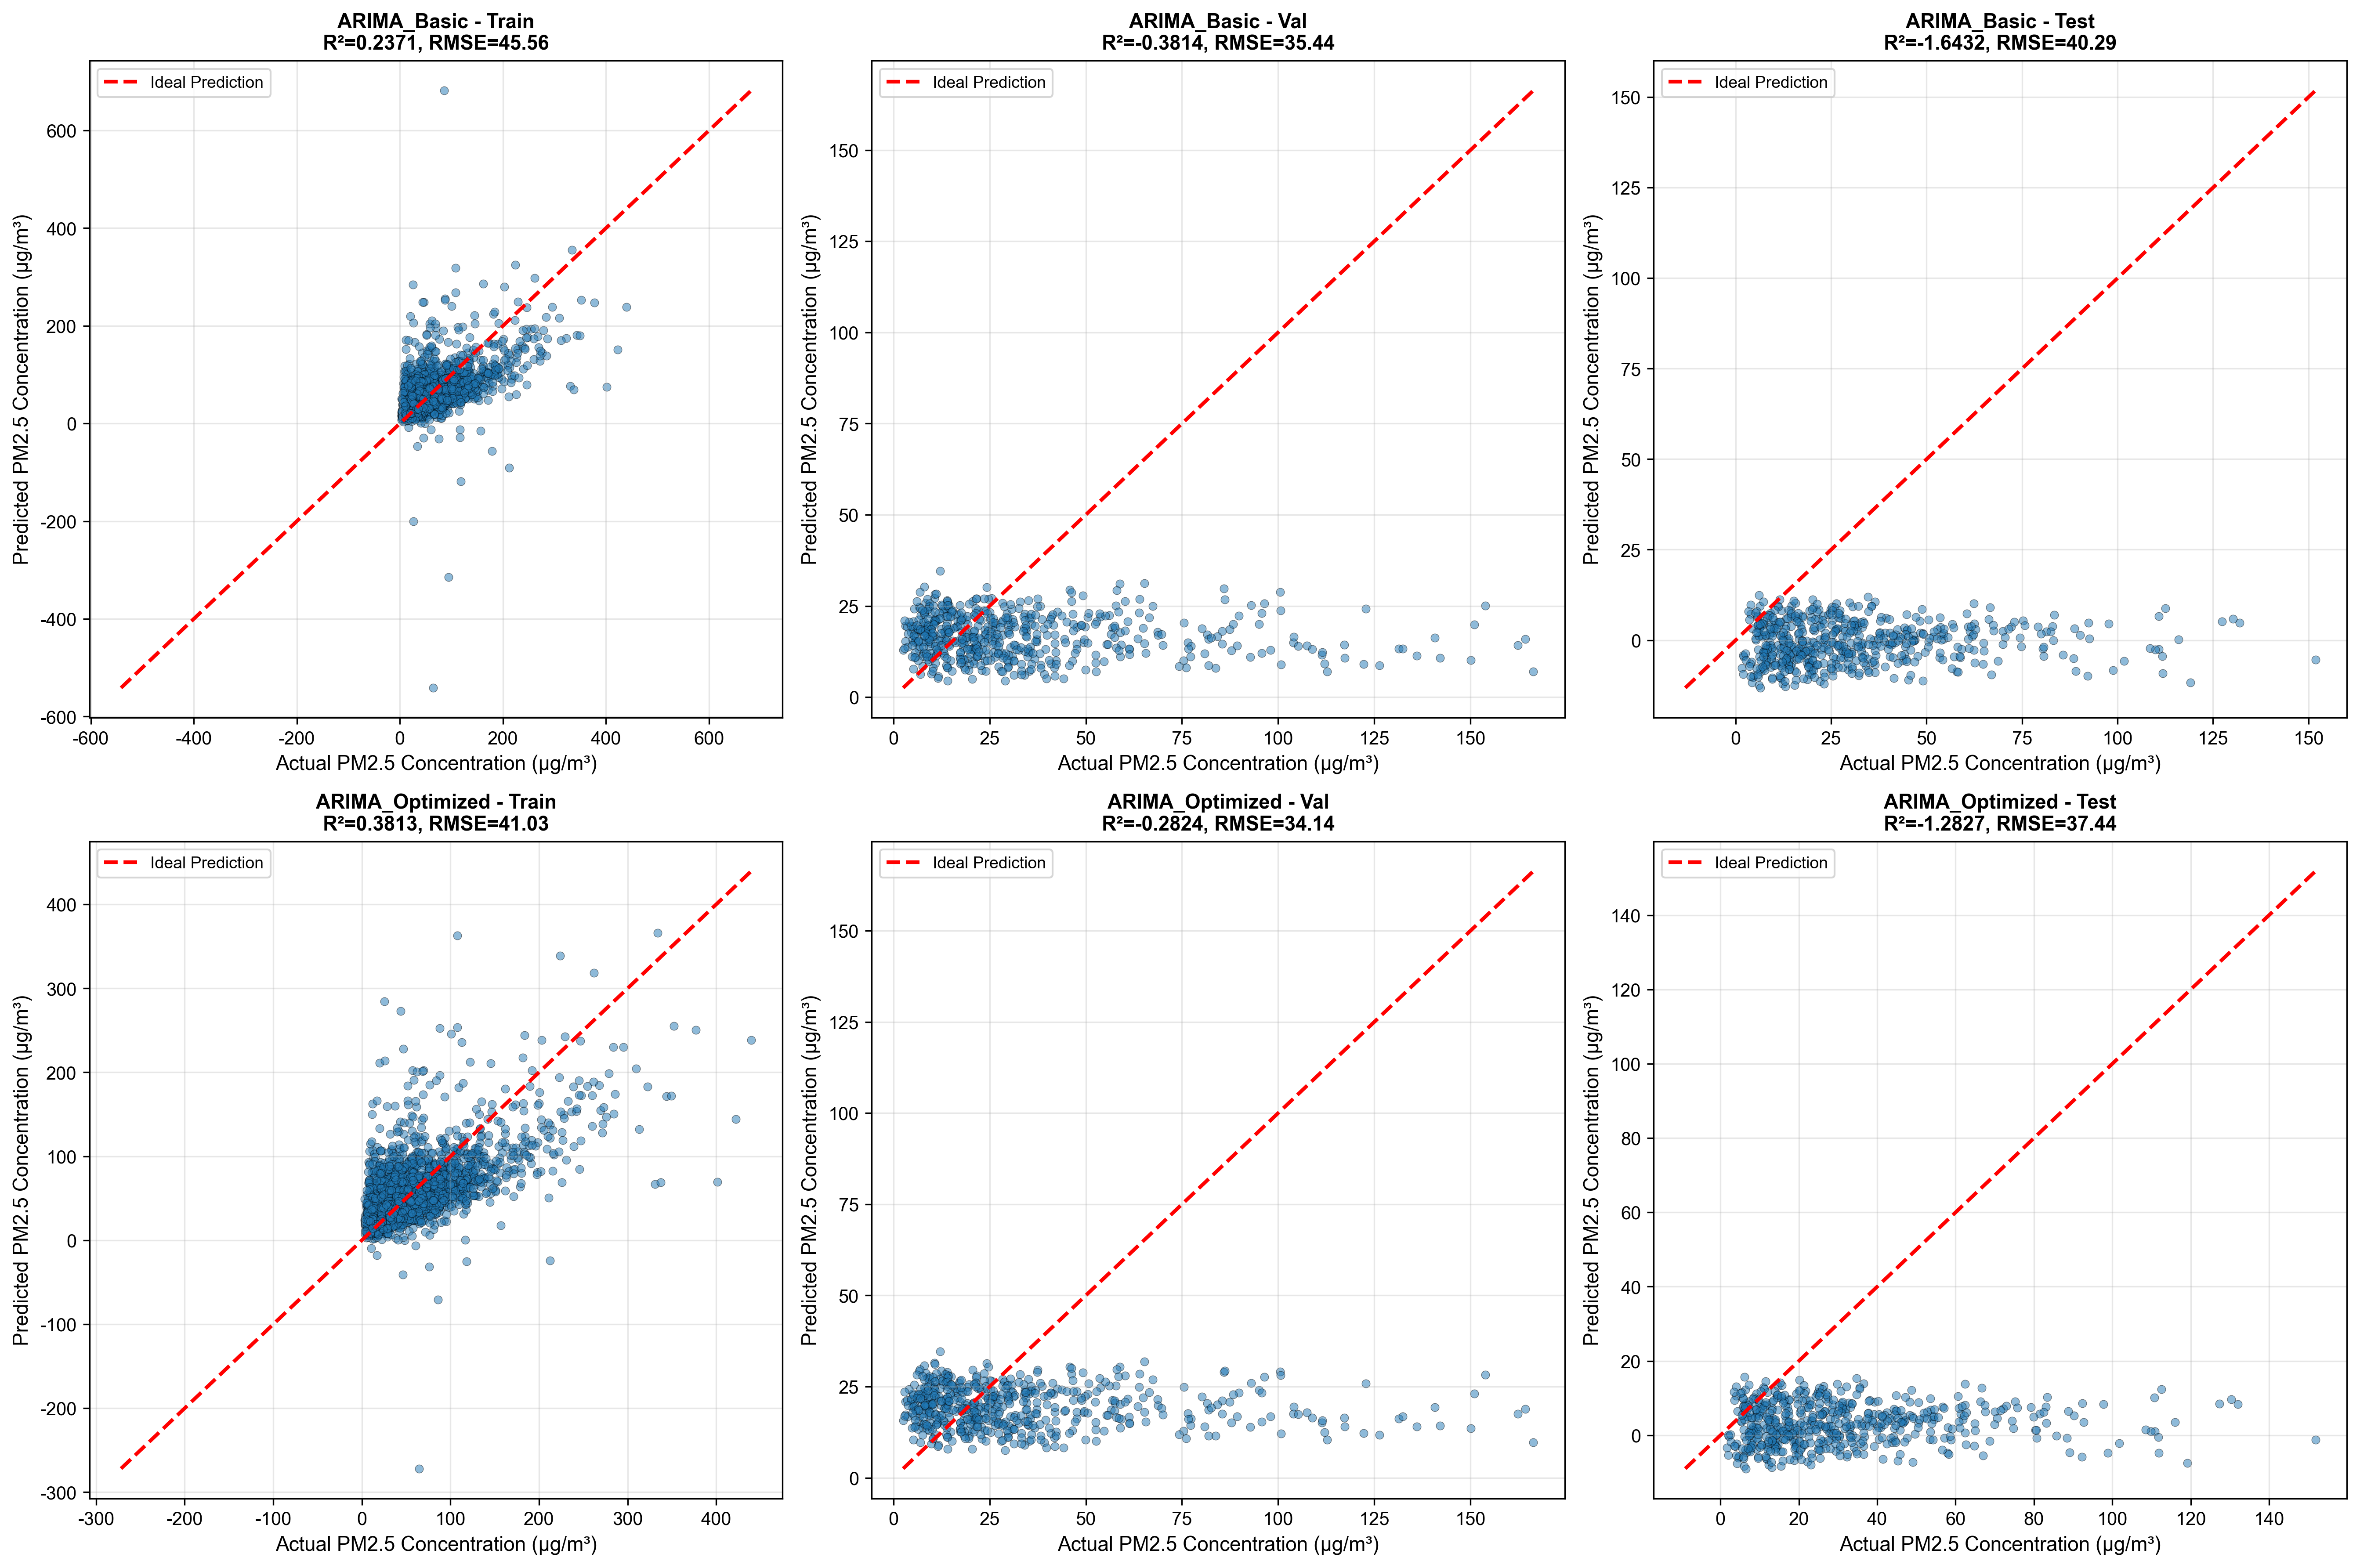 ARIMA_Basic - Train
R²=0.2371, RMSE=45.56
Ideal Prediction
600
400
200
0
-200
-400
-600
-600
-400
-200
0
200
400
600
Predicted PM2.5 Concentration (µg/m³)
Actual PM2.5 Concentration (µg/m³)
ARIMA_Basic - Val
R²=-0.3814, RMSE=35.44
Ideal Prediction
150
125
100
75
50
25
0
0
25
50
75
100
125
150
Predicted PM2.5 Concentration (µg/m³)
Actual PM2.5 Concentration (µg/m³)
ARIMA_Basic - Test
R²=-1.6432, RMSE=40.29
Ideal Prediction
150
125
100
75
50
25
0
0
25
50
75
100
125
150
Predicted PM2.5 Concentration (µg/m³)
Actual PM2.5 Concentration (µg/m³)
ARIMA_Optimized - Train
R²=0.3813, RMSE=41.03
Ideal Prediction
400
300
200
100
0
-100
-200
-300
-300
-200
-100
0
100
200
300
400
Predicted PM2.5 Concentration (µg/m³)
Actual PM2.5 Concentration (µg/m³)
ARIMA_Optimized - Val
R²=-0.2824, RMSE=34.14
Ideal Prediction
150
125
100
75
50
25
0
0
25
50
75
100
125
150
Predicted PM2.5 Concentration (µg/m³)
Actual PM2.5 Concentration (µg/m³)
ARIMA_Optimized - Test
R²=-1.2827, RMSE=37.44
Ideal Prediction
140
120
100
80
60
40
20
0
0
20
40
60
80
100
120
140
Predicted PM2.5 Concentration (µg/m³)
Actual PM2.5 Concentration (µg/m³)